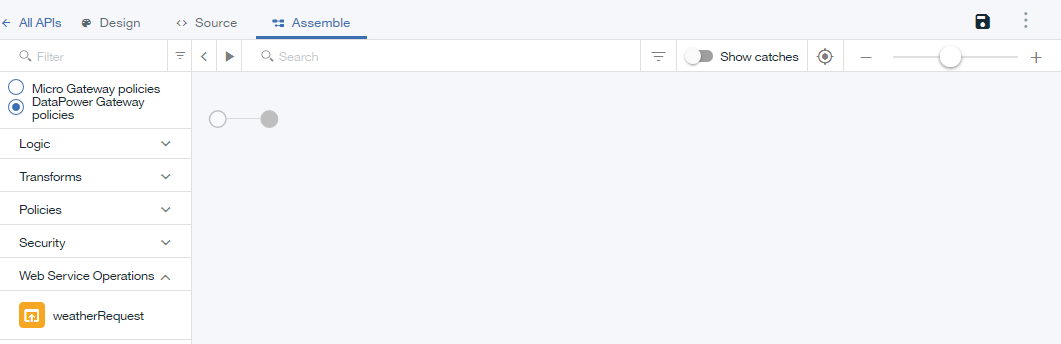 All APIs
Design
Source
Assemble
Filter
Search
Show catches
Micro Gateway policies
DataPower Gateway
policies
Logic
Transforms
Policies
Security
Web Service Operations
weatherRequest